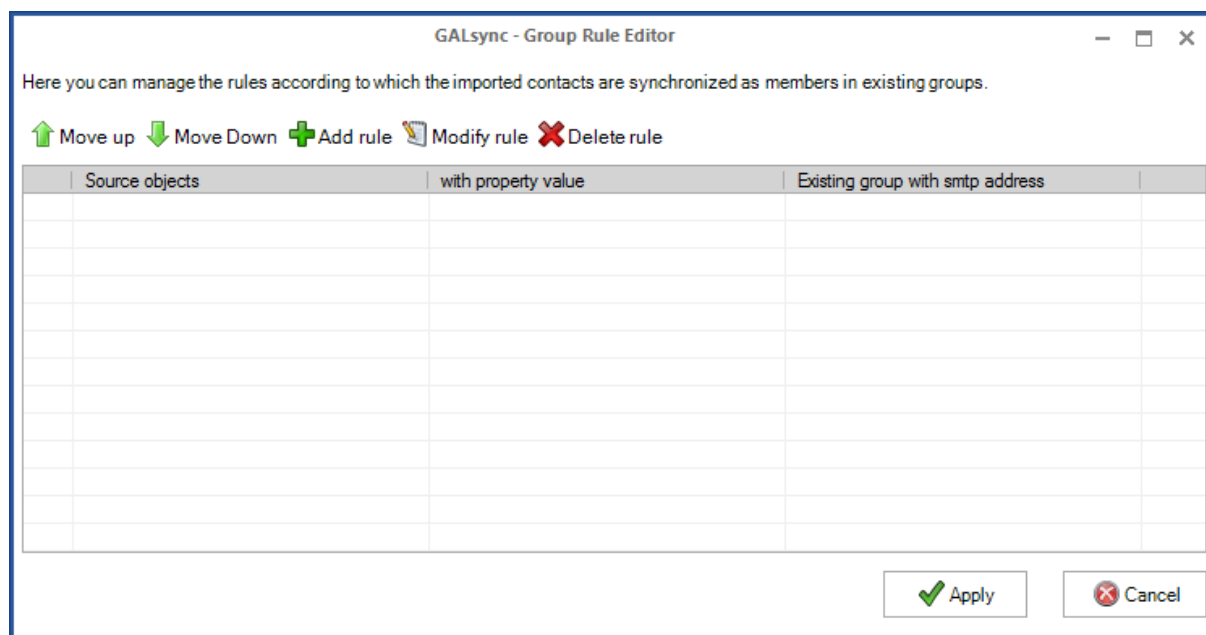 GALsync - Group Rule Editor
Here you can manage the rules according to which the imported contacts are synchronized as members in existing groups.
Move up Move Down Add rule Modify rule Delete rule
Source objects with property value Existing group with smtp address
Apply Cancel